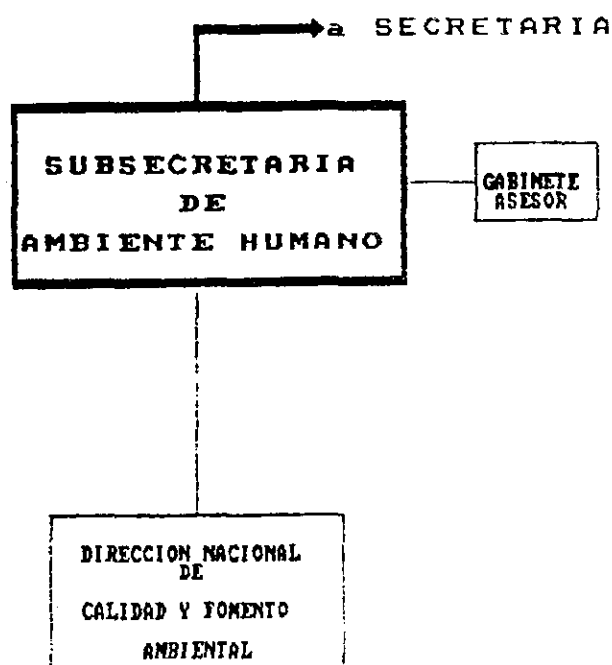 a SECRETARIA
SUBSECRETARIA
DE
AMBIENTE HUMANO
GABINETE
ASESOR
DIRECCION NACIONAL
DE
CALIDAD Y FOMENTO
AMBIENTAL